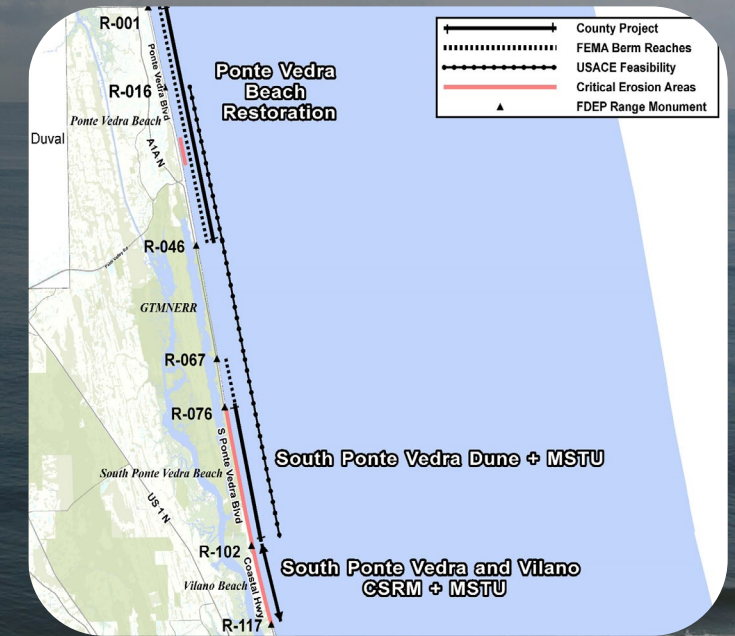 R-001
R-016
Ponte Vedra Blvd
Ponte Vedra Beach
Duval
A1A N
Palm Valley Rd
R-046
GTMNERR
R-067
R-076
S Ponte Vedra Blvd
South Ponte Vedra Beach
US 1 N
R-102
Coastal Hwy
Vilano Beach
R-117
Ponte Vedra
Beach
Restoration
County Project
FEMA Berm Reaches
USACE Feasibility
Critical Erosion Areas
FDEP Range Monument
South Ponte Vedra Dune + MSTU
South Ponte Vedra and Vilano
CSRM + MSTU